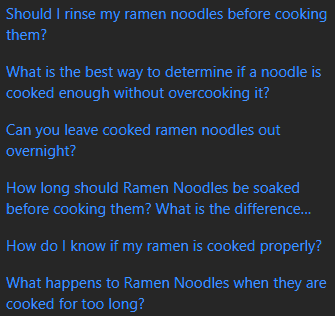 Should I rinse my ramen noodles before cooking
them?
What is the best way to determine if a noodle is
cooked enough without overcooking it?
Can you leave cooked ramen noodles out
overnight?
How long should Ramen Noodles be soaked
before cooking them? What is the difference...
How do I know if my ramen is cooked properly?
What happens to Ramen Noodles when they are
cooked for too long?